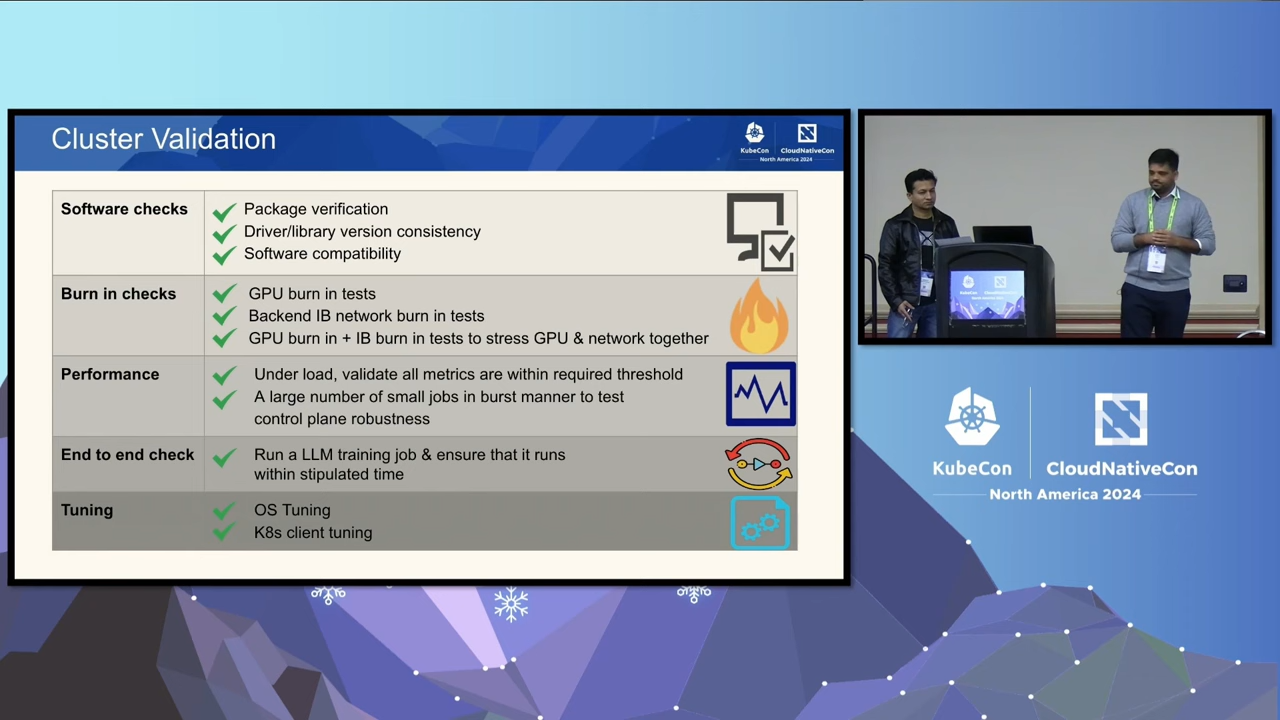 Cluster Validation
KubeCon
CloudNativeCon
North America 2024
Software checks
Package verification
Driver/library version consistency
Software compatibility
Burn in checks
GPU burn in tests
Backend IB network burn in tests
GPU burn in + IB burn in tests to stress GPU & network together
Performance
Under load, validate all metrics are within required threshold
A large number of small jobs in burst manner to test
control plane robustness
End to end check
Run a LLM training job & ensure that it runs
within stipulated time
Tuning
OS Tuning
K8s client tuning
KubeCon
CloudNativeCon
North America 2024